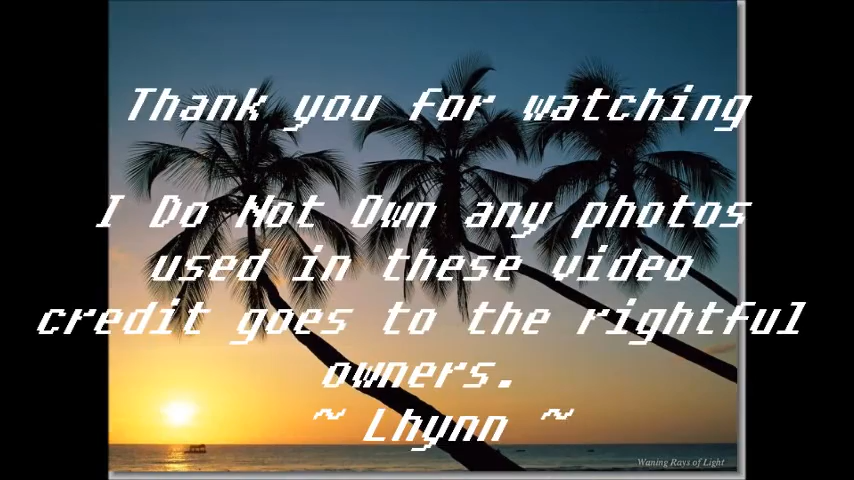 Thank you for watching
I Do Not Own any photos
used in these video
credit goes to the rightful
owners.
~ Lhynn ~
Waning Rays of Light